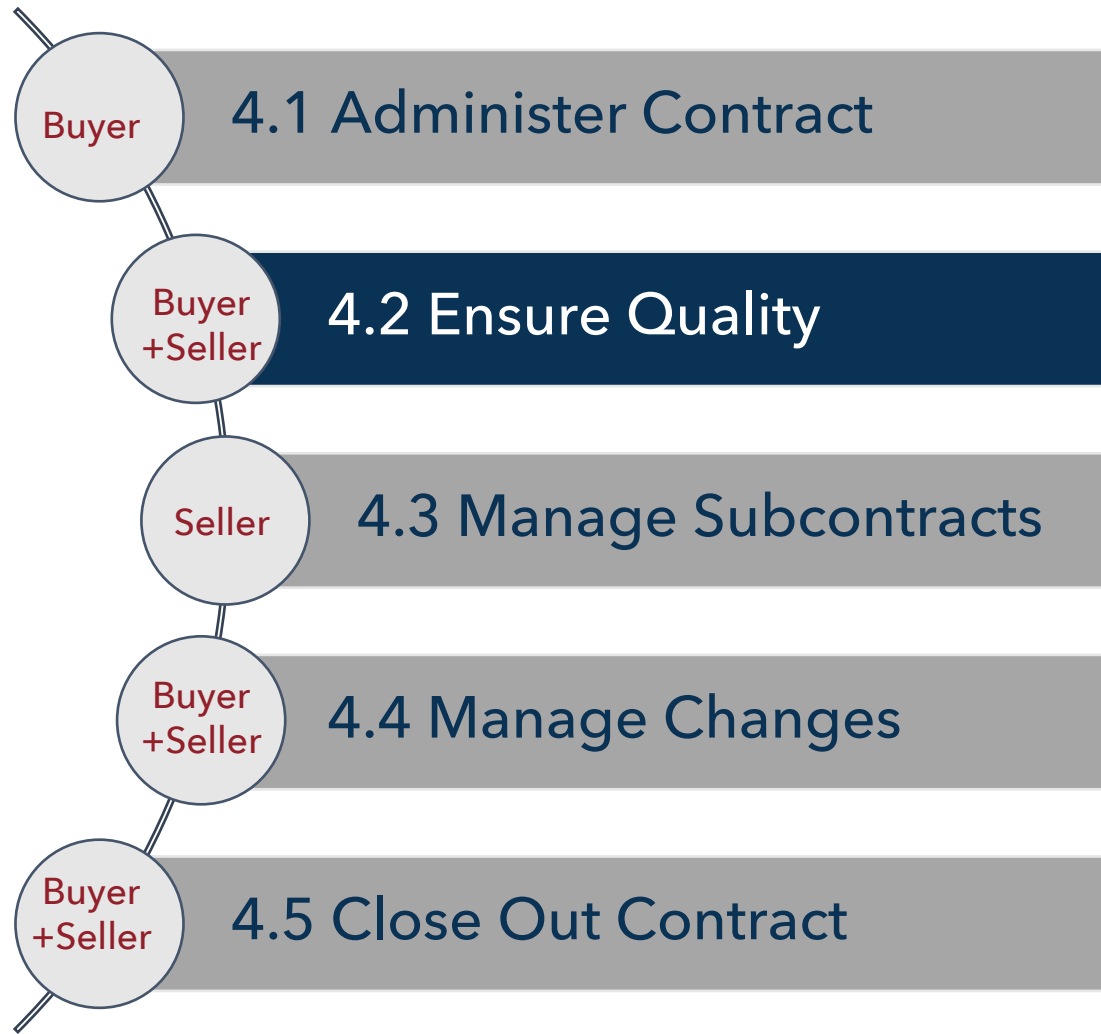 Buyer
4.1 Administer Contract
Buyer
+Seller
4.2 Ensure Quality
Seller
4.3 Manage Subcontracts
Buyer
+Seller
4.4 Manage Changes
Buyer
+Seller
4.5 Close Out Contract